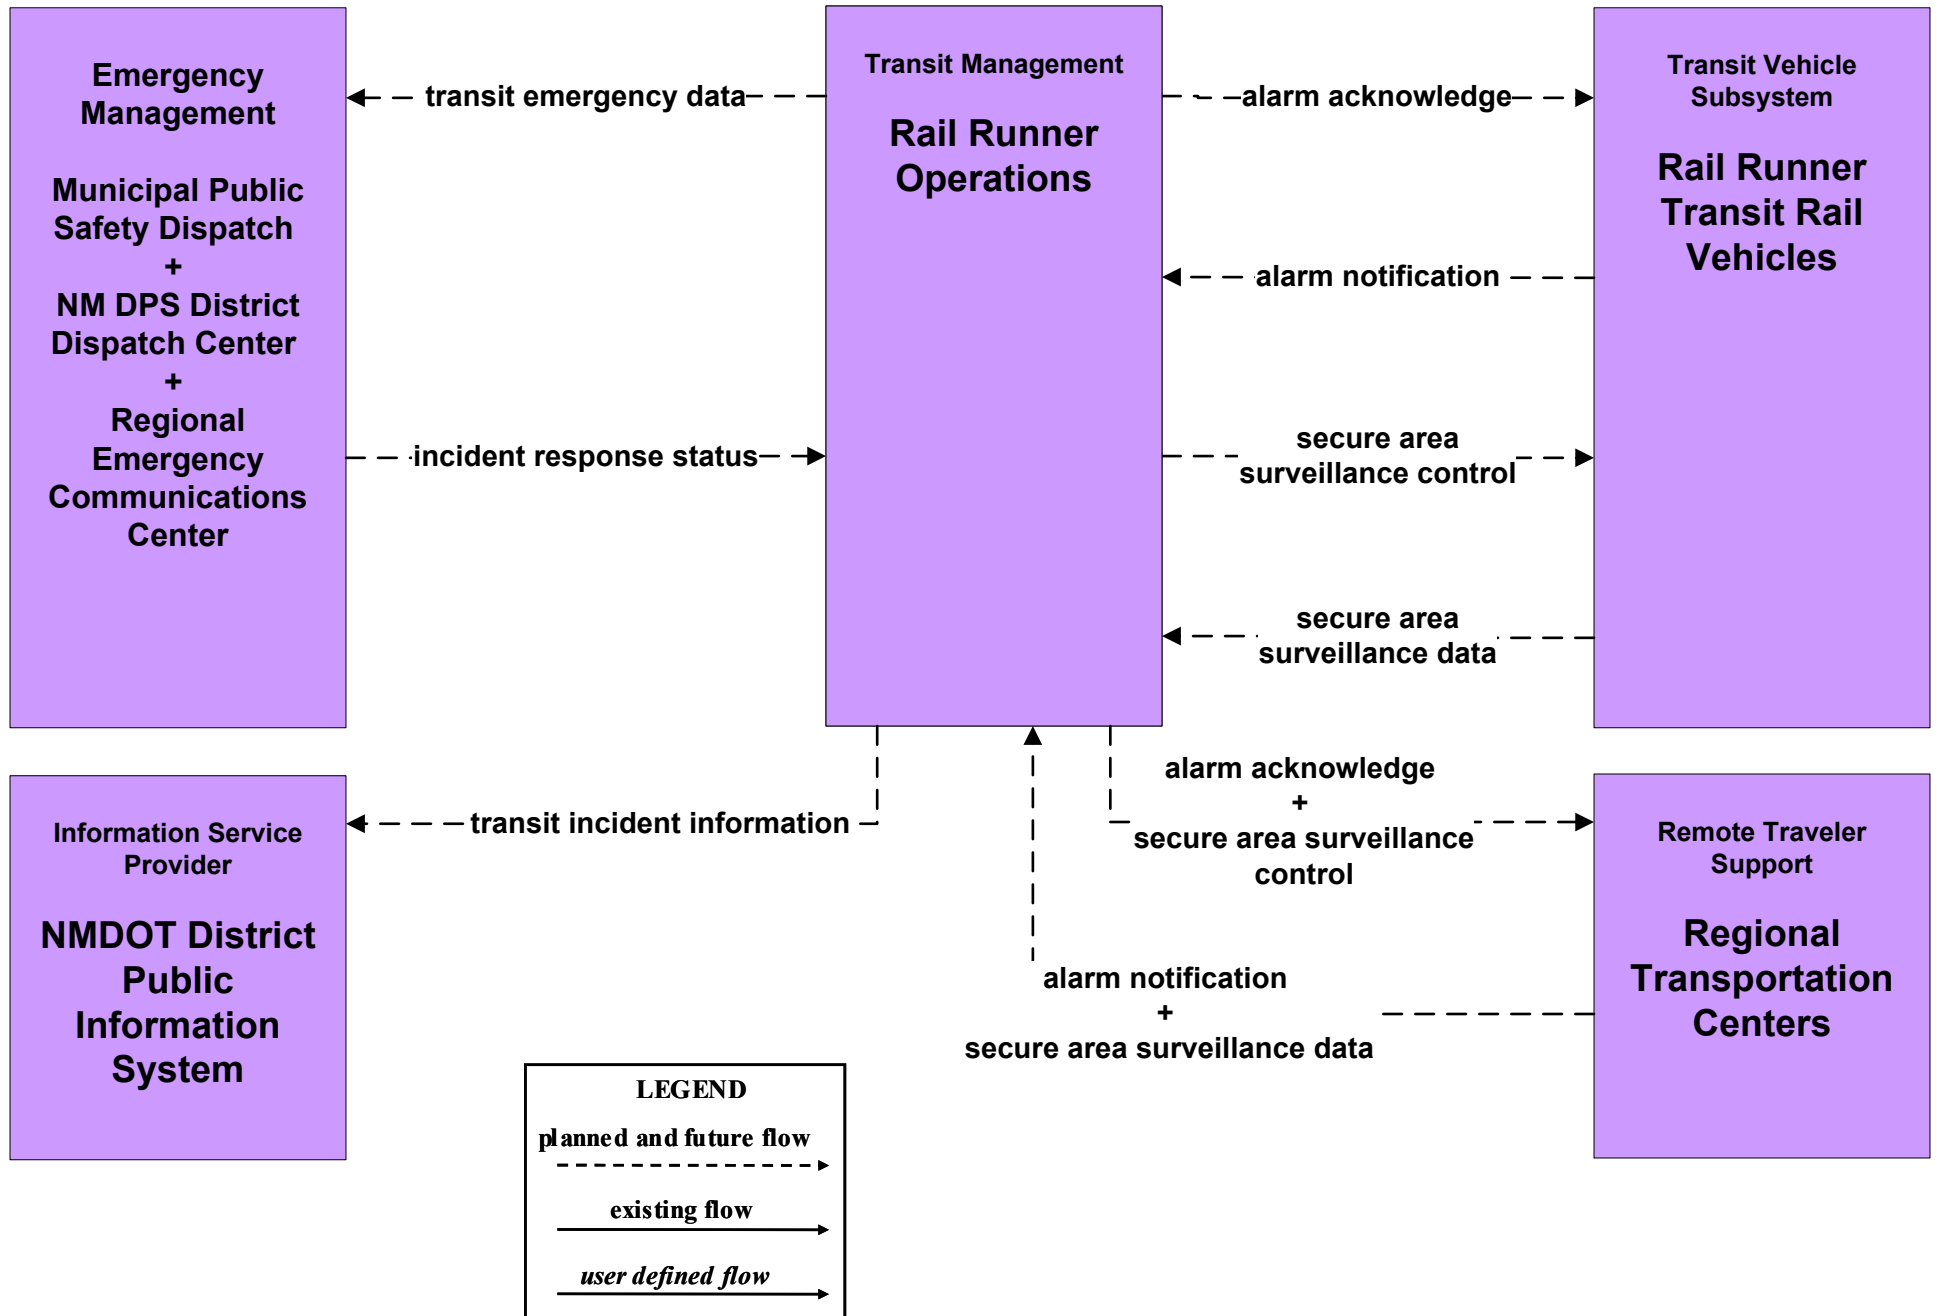 Emergency
Management
Municipal Public
Safety Dispatch
+
NM DPS District
Dispatch Center
+
Regional
Emergency
Communications
Center
transit emergency data
incident response status
Transit Management
Rail Runner
Operations
alarm acknowledge
alarm notification
secure area
surveillance control
secure area
surveillance data
Transit Vehicle
Subsystem
Rail Runner
Transit Rail
Vehicles
Information Service
Provider
NMDOT District
Public
Information
System
transit incident information
alarm acknowledge
+
secure area surveillance
control
alarm notification
+
secure area surveillance data
Remote Traveler
Support
Regional
Transportation
Centers
LEGEND
planned and future flow
existing flow
user defined flow